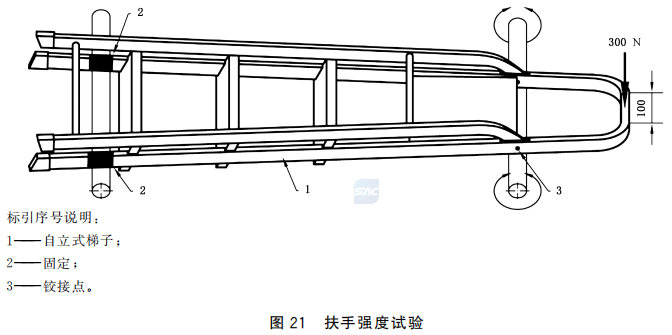 2
300 N
100
2
1
3
SAC
标引序号说明：
1——自立式梯子；
2——固定；
3——铰接点。
图 21 扶手强度试验